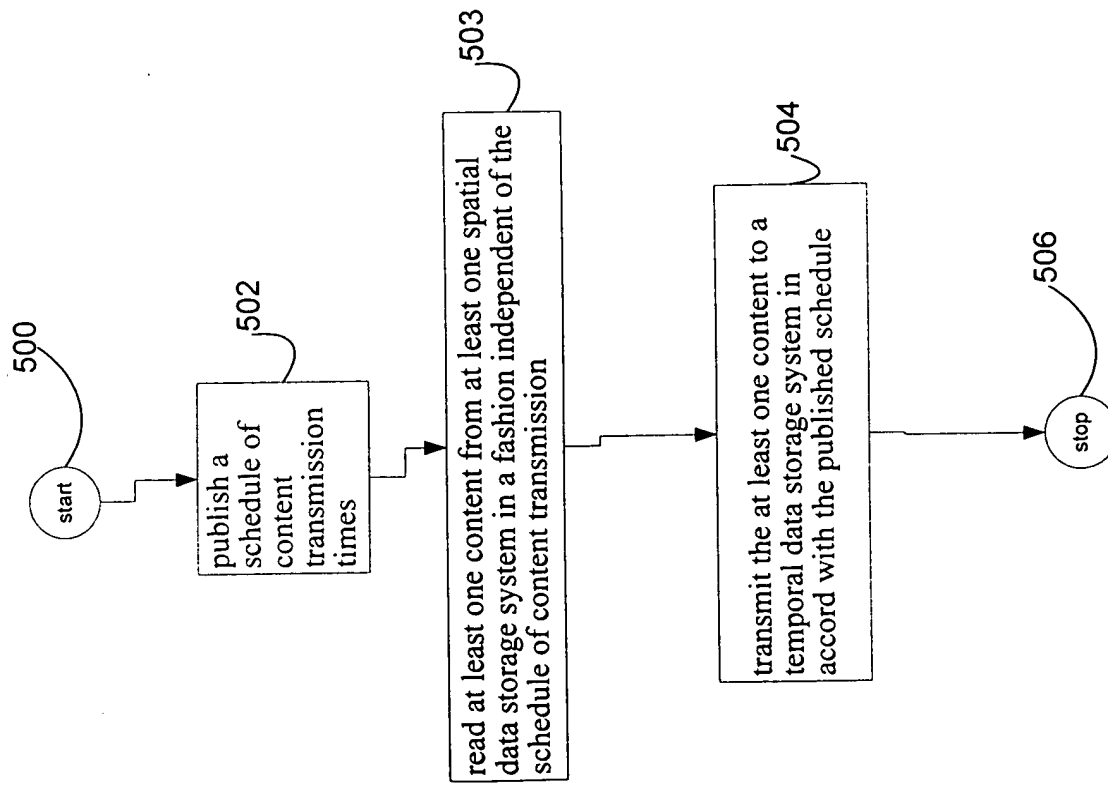 500
start
502
publish a
schedule of
content
transmission
times
503
read at least one content from at least one spatial
data storage system in a fashion independent of the
schedule of content transmission
504
transmit the at least one content to a
temporal data storage system in
accord with the published schedule
506
stop